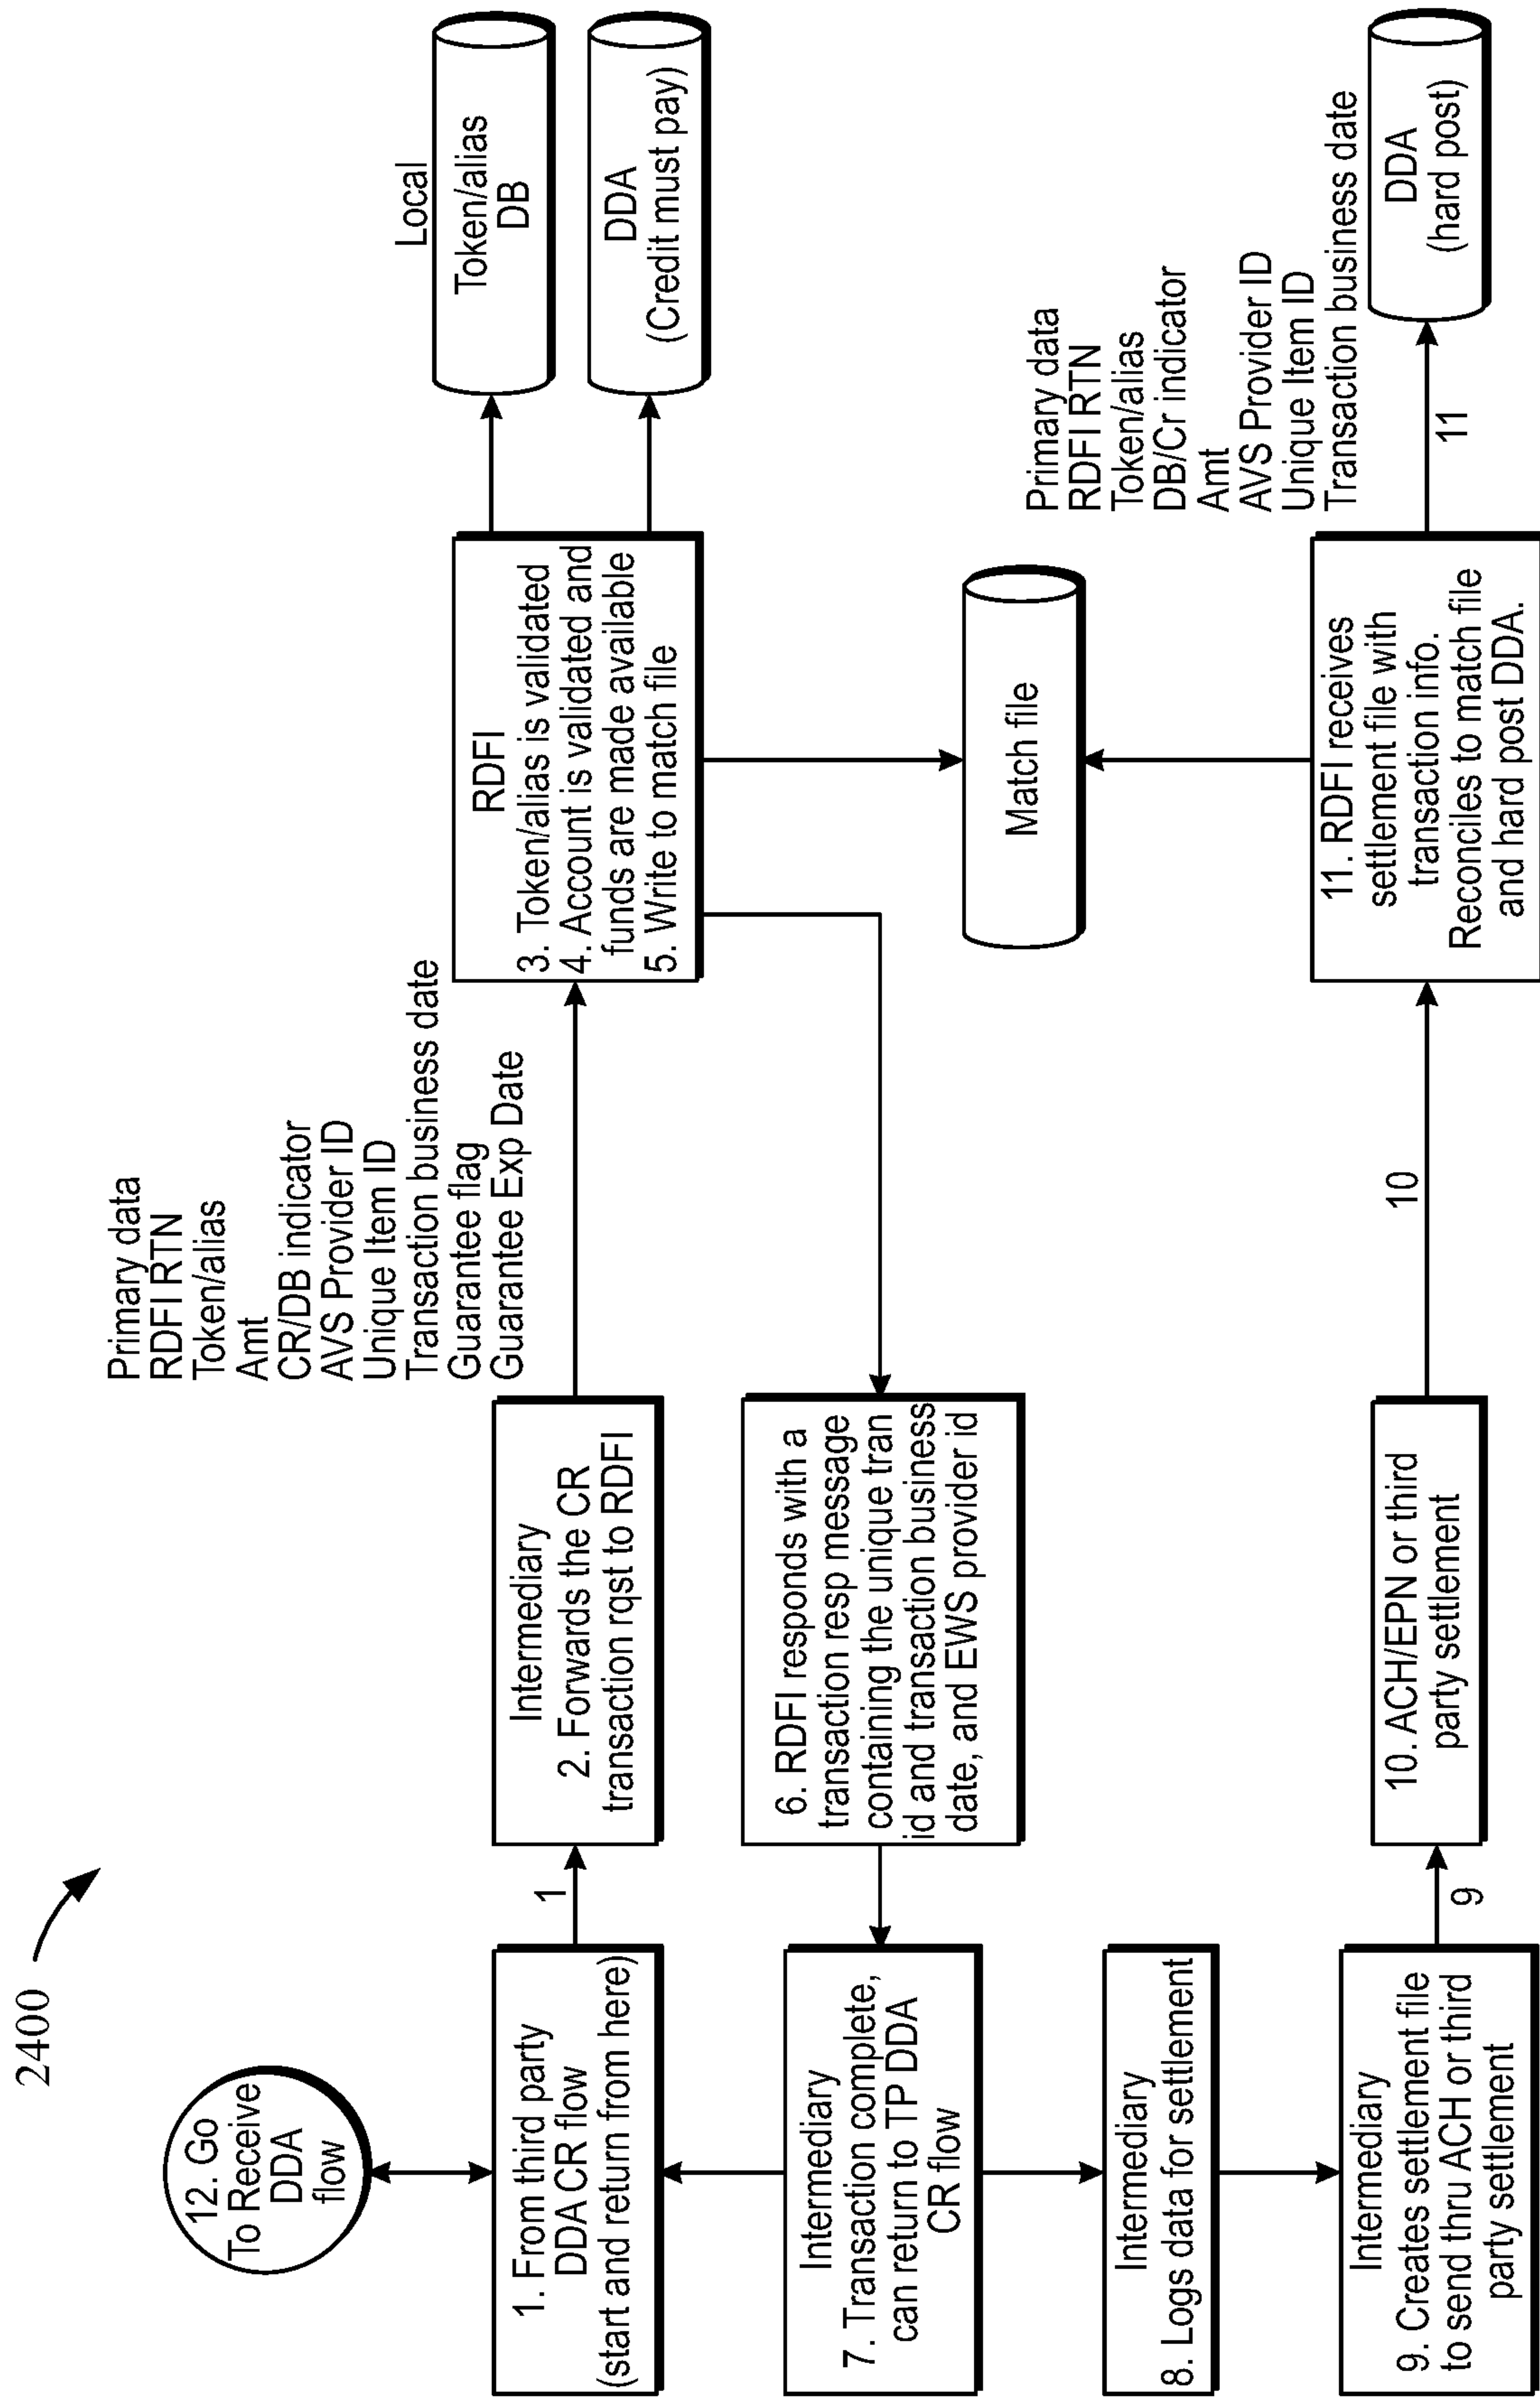 2400
12. Go
To Receive
DDA
flow
1. From third party
DDA CR flow
(start and return from here)
1
Intermediary
2. Forwards the CR
transaction rqst to RDFI
Primary data
RDFI RTN
Token/alias
Amt
CR/DB indicator
AVS Provider ID
Unique Item ID
Transaction business date
Guarantee flag
Guarantee Exp Date
RDFI
3. Token/alias is validated
4. Account is validated and
funds are made available
5. Write to match file
Local
Token/alias
DB
DDA
(Credit must pay)
Intermediary
7. Transaction complete,
can return to TP DDA
CR flow
6. RDFI responds with a
transaction resp message
containing the unique tran
id and transaction business
date, and EWS provider id
Match file
Intermediary
8. Logs data for settlement
Intermediary
9. Creates settlement file
to send thru ACH or third
party settlement
9
10. ACH/EPN or third
party settlement
10
11. RDFI receives
settlement file with
transaction info.
Reconciles to match file
and hard post DDA.
Primary data
RDFI RTN
Token/alias
DB/Cr indicator
Amt
AVS Provider ID
Unique Item ID
Transaction business date
11
DDA
(hard post)